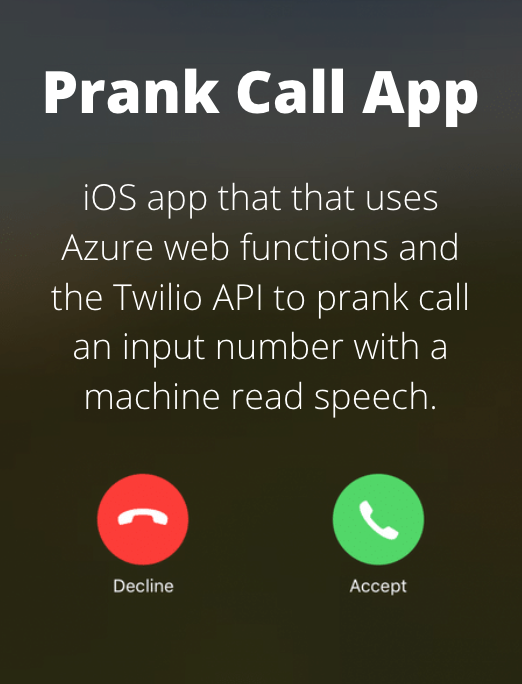 Prank Call App
iOS app that that uses
Azure web functions and
the Twilio API to prank call
an input number with a
machine read speech.
Decline
Accept